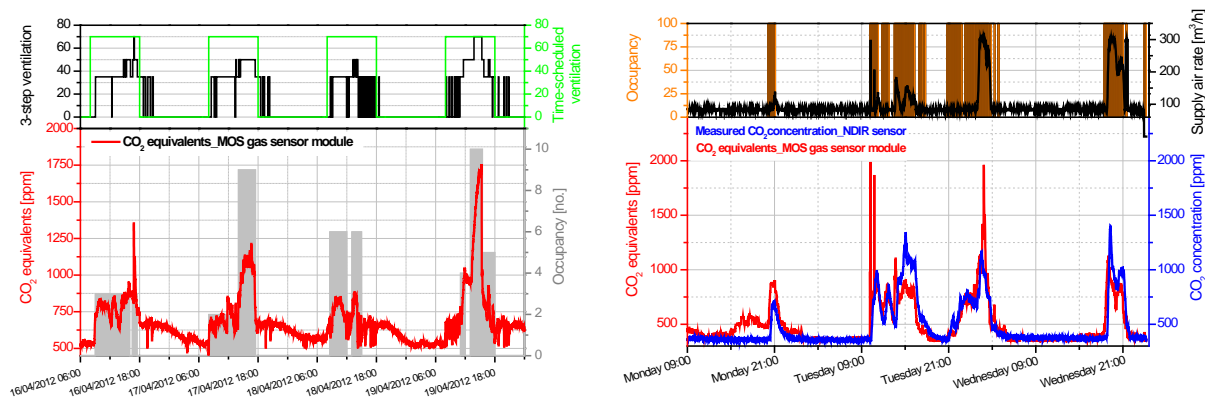 80
70
60
50
40
30
20
10
0
3-step ventilation
80
60
40
20
0
Time-scheduled
ventilation
2000
1750
1500
1250
1000
750
500
CO2 equivalents [ppm]
CO2 equivalents_MOS gas sensor module
10
8
6
4
2
0
Occupancy [no.]
16/04/2012 06:00
16/04/2012 18:00
17/04/2012 06:00
17/04/2012 18:00
18/04/2012 06:00
18/04/2012 18:00
19/04/2012 06:00
19/04/2012 18:00
100
75
50
25
0
Occupancy
300
200
100
Supply air rate [m³/h]
Measured CO2concentration_NDIR sensor
CO2 equivalents_MOS gas sensor module
2000
1500
1000
500
CO2 equivalents [ppm]
2000
1500
1000
500
CO2 concentration [ppm]
Monday 09:00
Monday 21:00
Tuesday 09:00
Tuesday 21:00
Wednesday 09:00
Wednesday 21:00